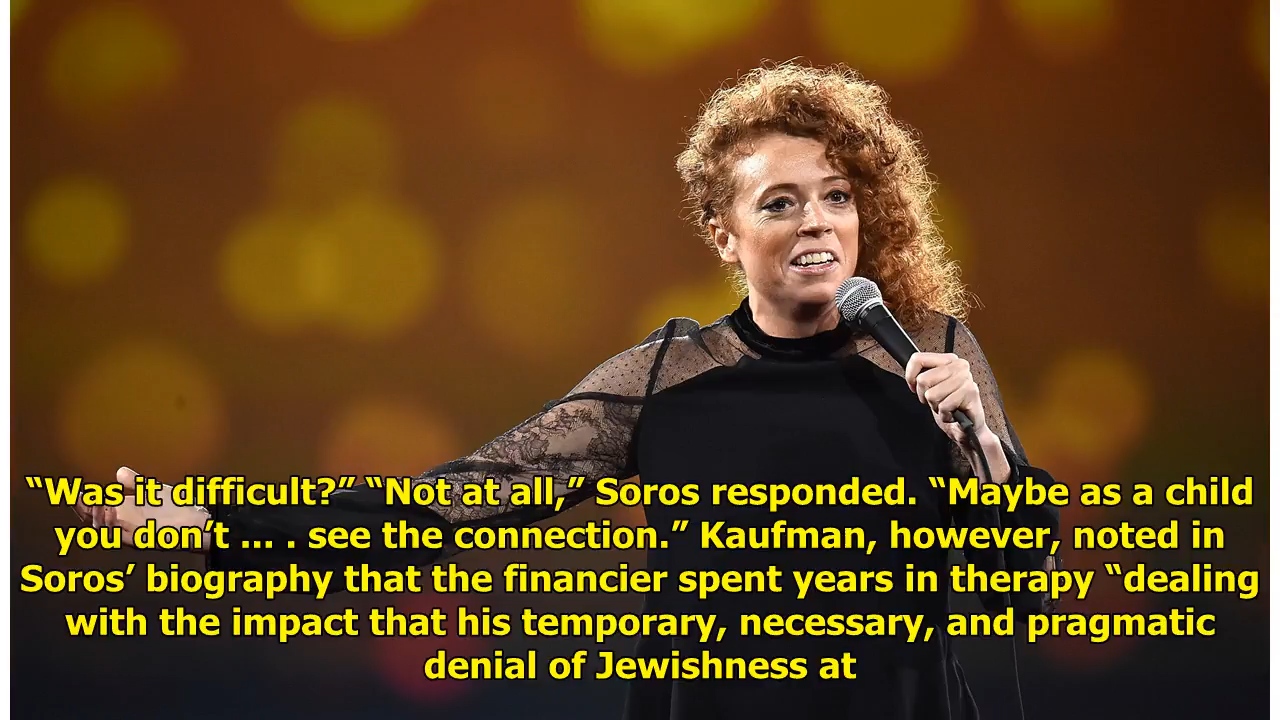 “Was it difficult?” “Not at all,” Soros responded. “Maybe as a child
you don’t ... . see the connection.” Kaufman, however, noted in
Soros’ biography that the financier spent years in therapy “dealing
with the impact that his temporary, necessary, and pragmatic
denial of Jewishness at